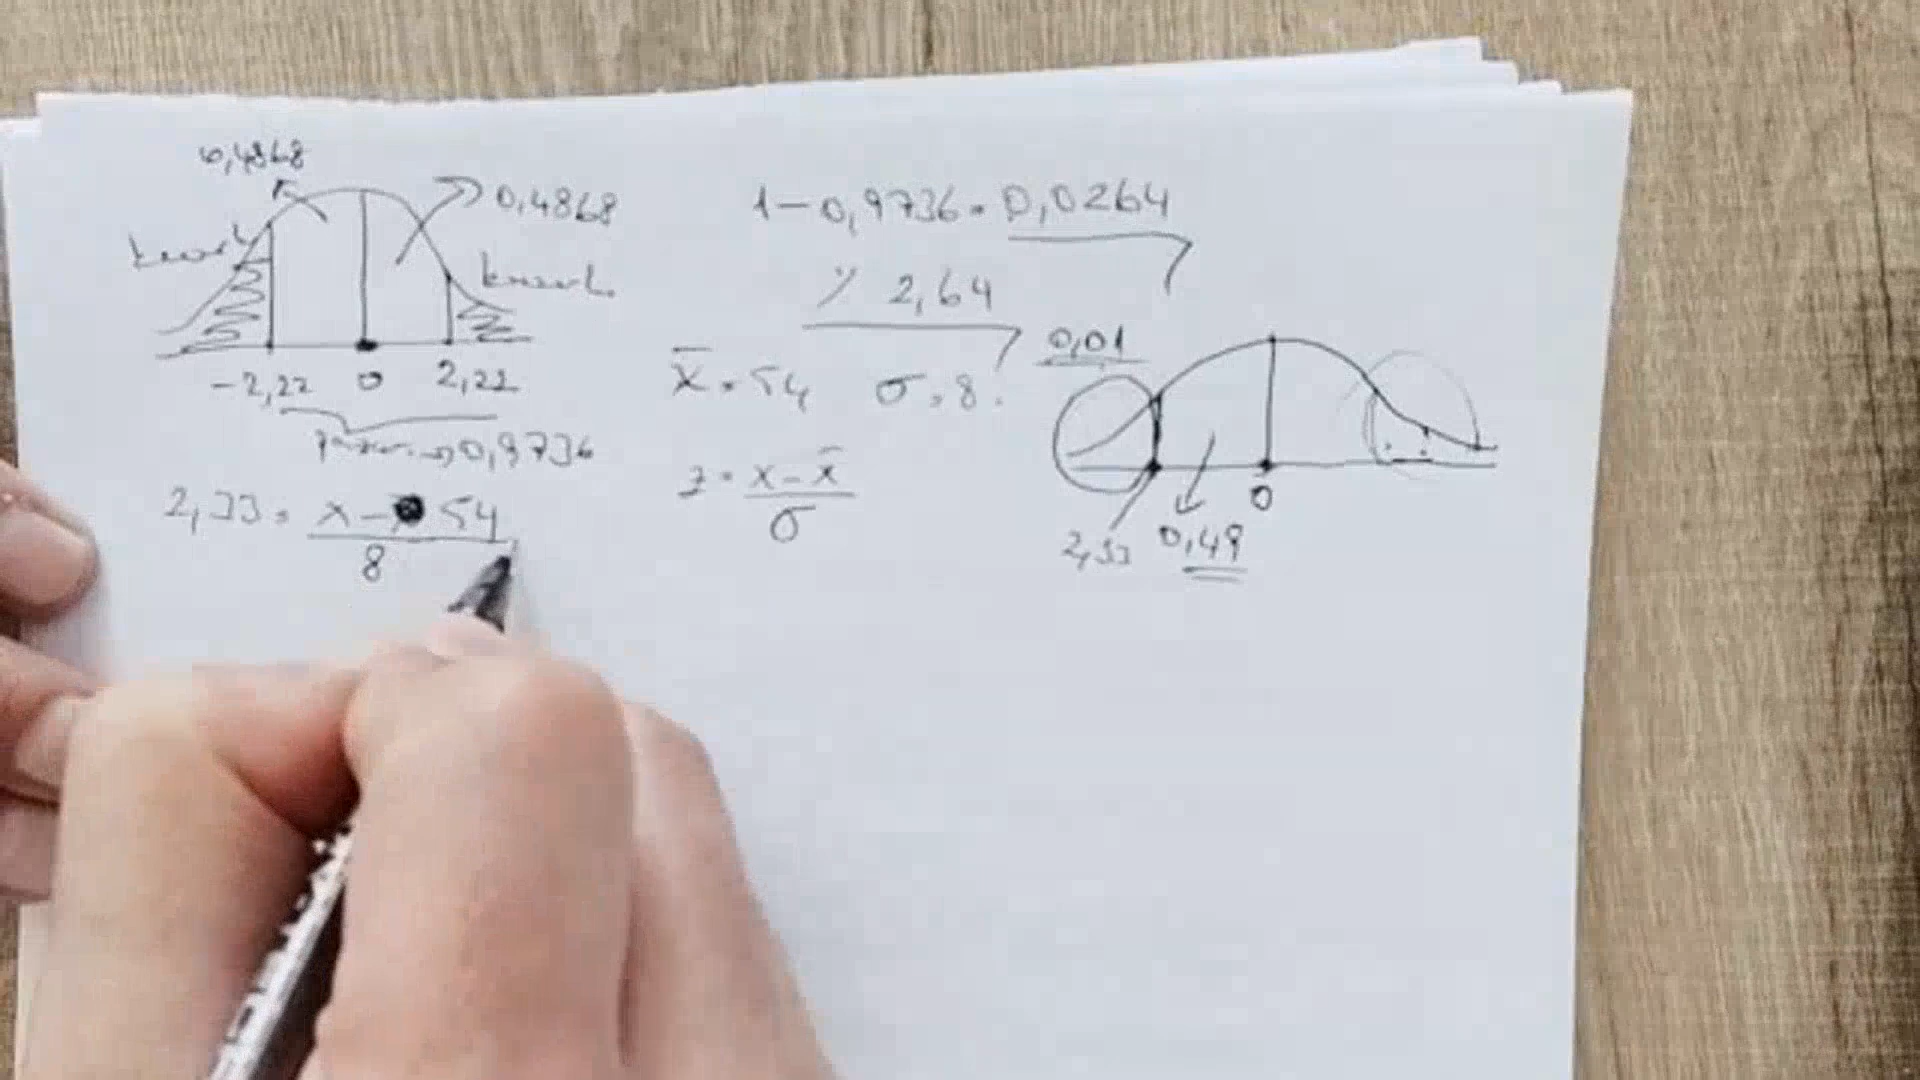 0,4868
0,4868
-2,22 0 2,22
0,9736
2,33 = x - 54
8
1-0,9736=0,0264
% 2,64
x̄ = 54 σ = 8
z = x - x̄
σ
0,01
0
2,33 0,49